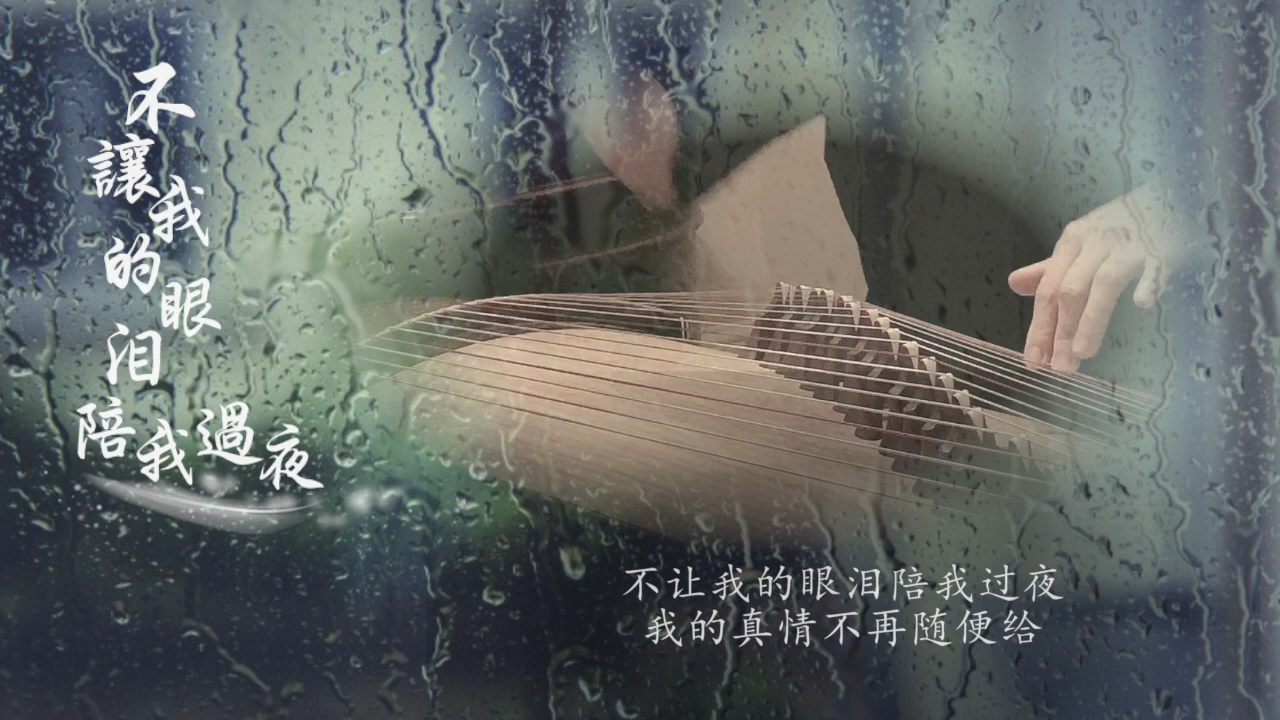 不讓我的眼泪
陪我過夜
不让我的眼泪陪我过夜
我的真情不再随便给